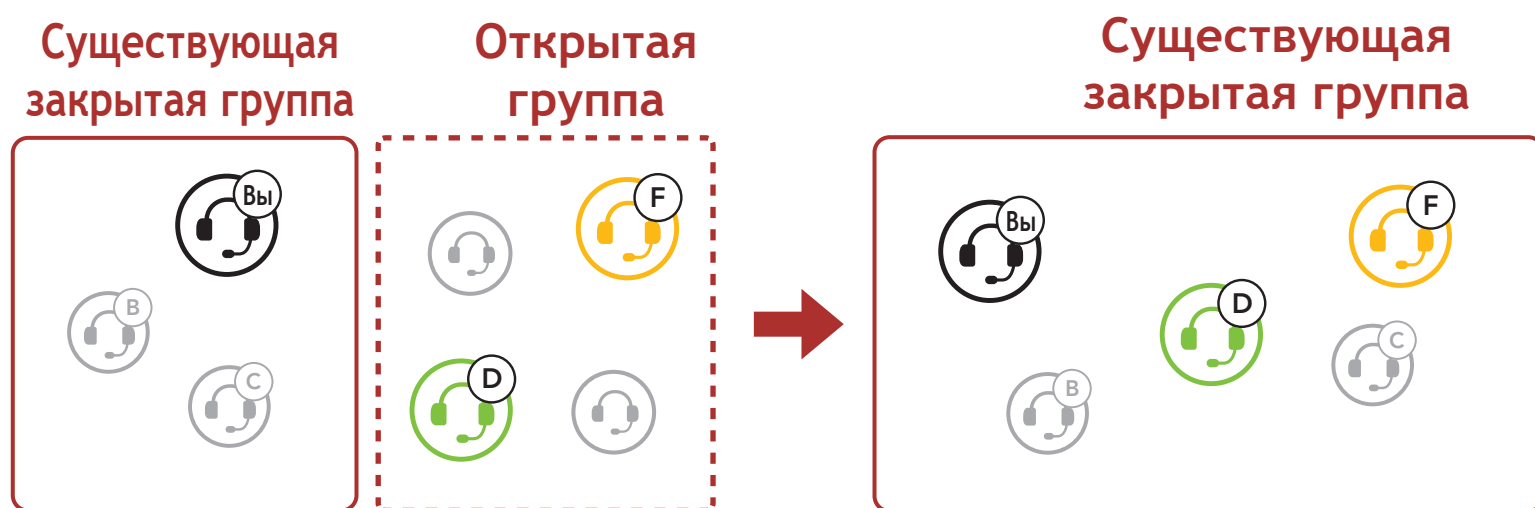 Существующая
закрытая группа
Открытая
группа
Существующая
закрытая группа
Вы
B
C
F
D
Вы
F
D
C
B